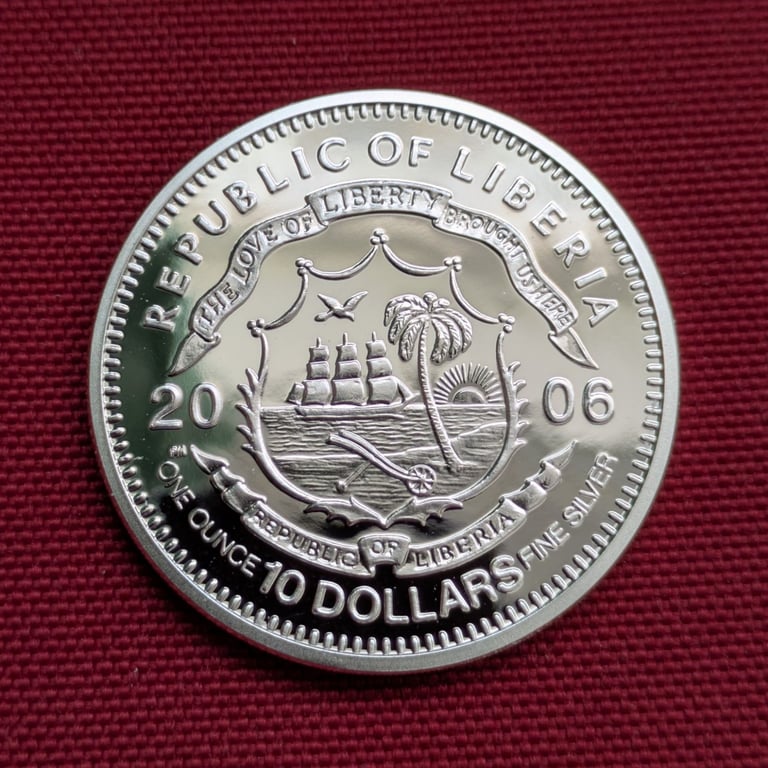 REPUBLIC OF LIBERIA
THE LOVE OF LIBERTY BROUGHT US HERE
20 06
REPUBLIC OF LIBERIA
ONE OUNCE 10 DOLLARS FINE SILVER